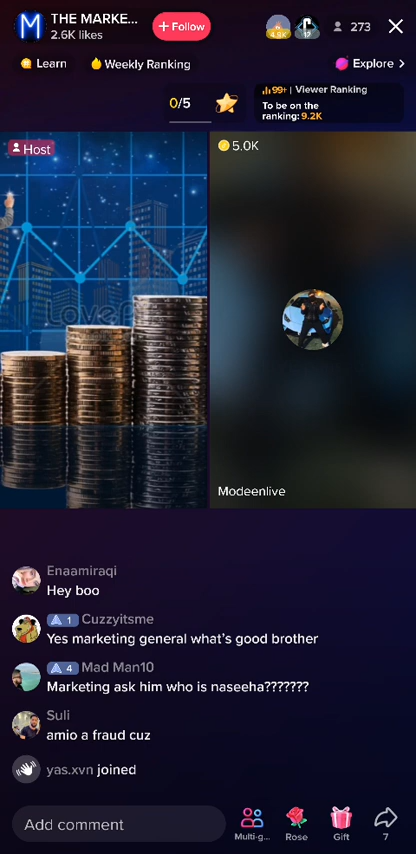 THE MARKE...
2.6K likes
+ Follow
4.9K
12
273
Learn
Weekly Ranking
Explore
0/5
99+ | Viewer Ranking
To be on the
ranking: 9.2K
Host
5.0K
Modeenlive
Enaamiraqi
Hey boo
1 Cuzzyitsme
Yes marketing general what's good brother
4 Mad Man10
Marketing ask him who is naseeha???????
Suli
amio a fraud cuz
yas.xvn joined
Add comment
Multi-g...
Rose
Gift
7